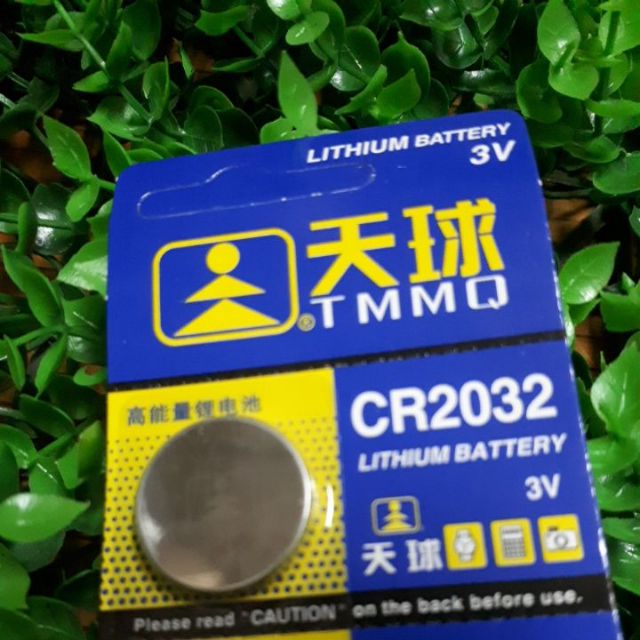 LITHIUM BATTERY
3V
天球
®TMMQ
高能量锂电池
CR2032
LITHIUM BATTERY
3V
天球
Please read "CAUTION" on the back before use.